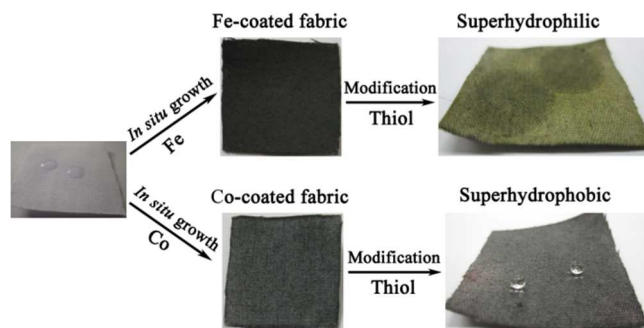 Fe-coated fabric
Superhydrophilic
In situ growth
Fe
Modification
Thiol
In situ growth
Co
Co-coated fabric
Superhydrophobic
Modification
Thiol